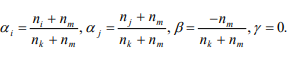 α_i = (n_i + n_m)/(n_k + n_m), α_j = (n_j + n_m)/(n_k + n_m), β = (-n_m)/(n_k + n_m), γ = 0.